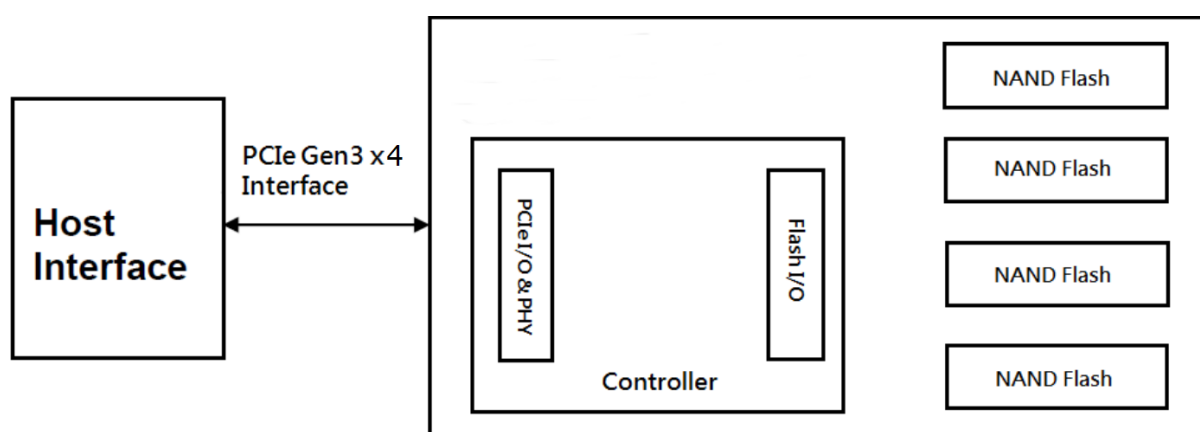 PCIe Gen3 x4
Interface
Host
Interface
PCIe I/O & PHY
Flash I/O
Controller
NAND Flash
NAND Flash
NAND Flash
NAND Flash